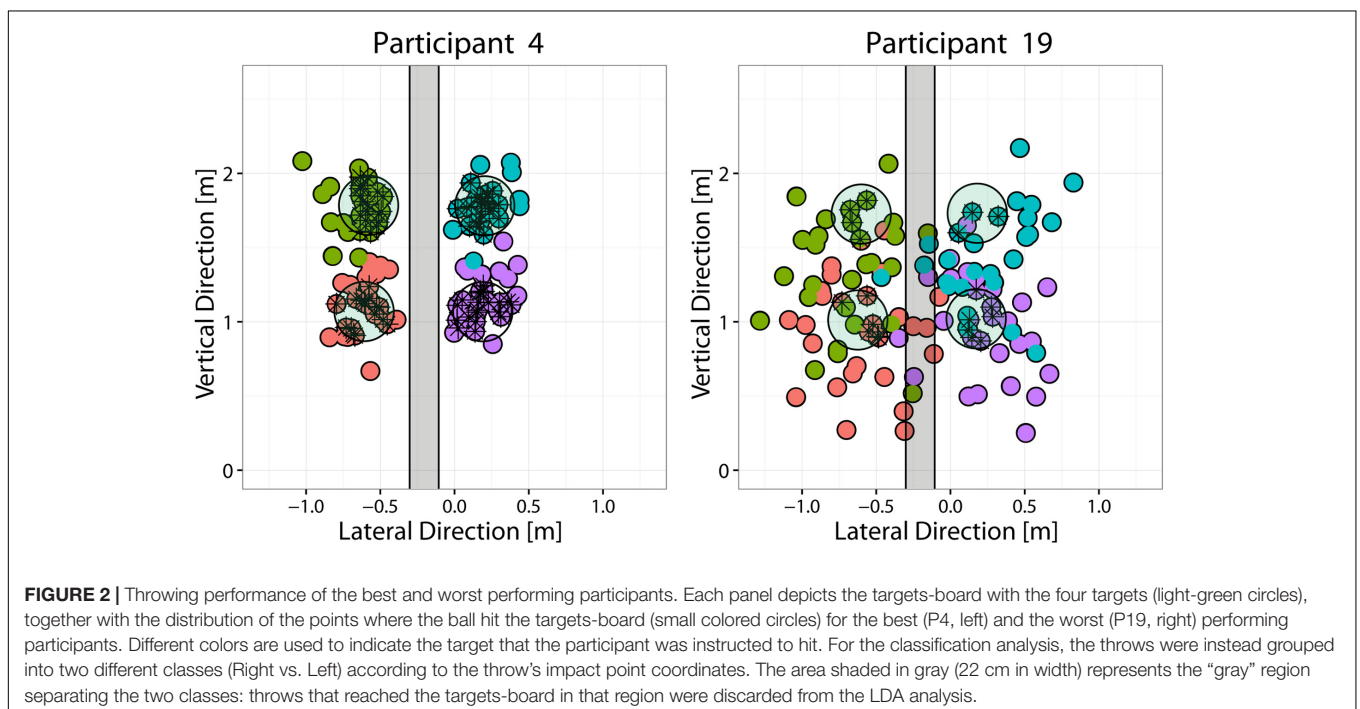 Participant 4
Participant 19
Vertical Direction [m]
2
1
0
−1.0 −0.5 0.0 0.5 1.0
Lateral Direction [m]
Vertical Direction [m]
2
1
0
−1.0 −0.5 0.0 0.5 1.0
Lateral Direction [m]
FIGURE 2 | Throwing performance of the best and worst performing participants. Each panel depicts the targets-board with the four targets (light-green circles),
together with the distribution of the points where the ball hit the targets-board (small colored circles) for the best (P4, left) and the worst (P19, right) performing
participants. Different colors are used to indicate the target that the participant was instructed to hit. For the classification analysis, the throws were instead grouped
into two different classes (Right vs. Left) according to the throw's impact point coordinates. The area shaded in gray (22 cm in width) represents the “gray” region
separating the two classes: throws that reached the targets-board in that region were discarded from the LDA analysis.